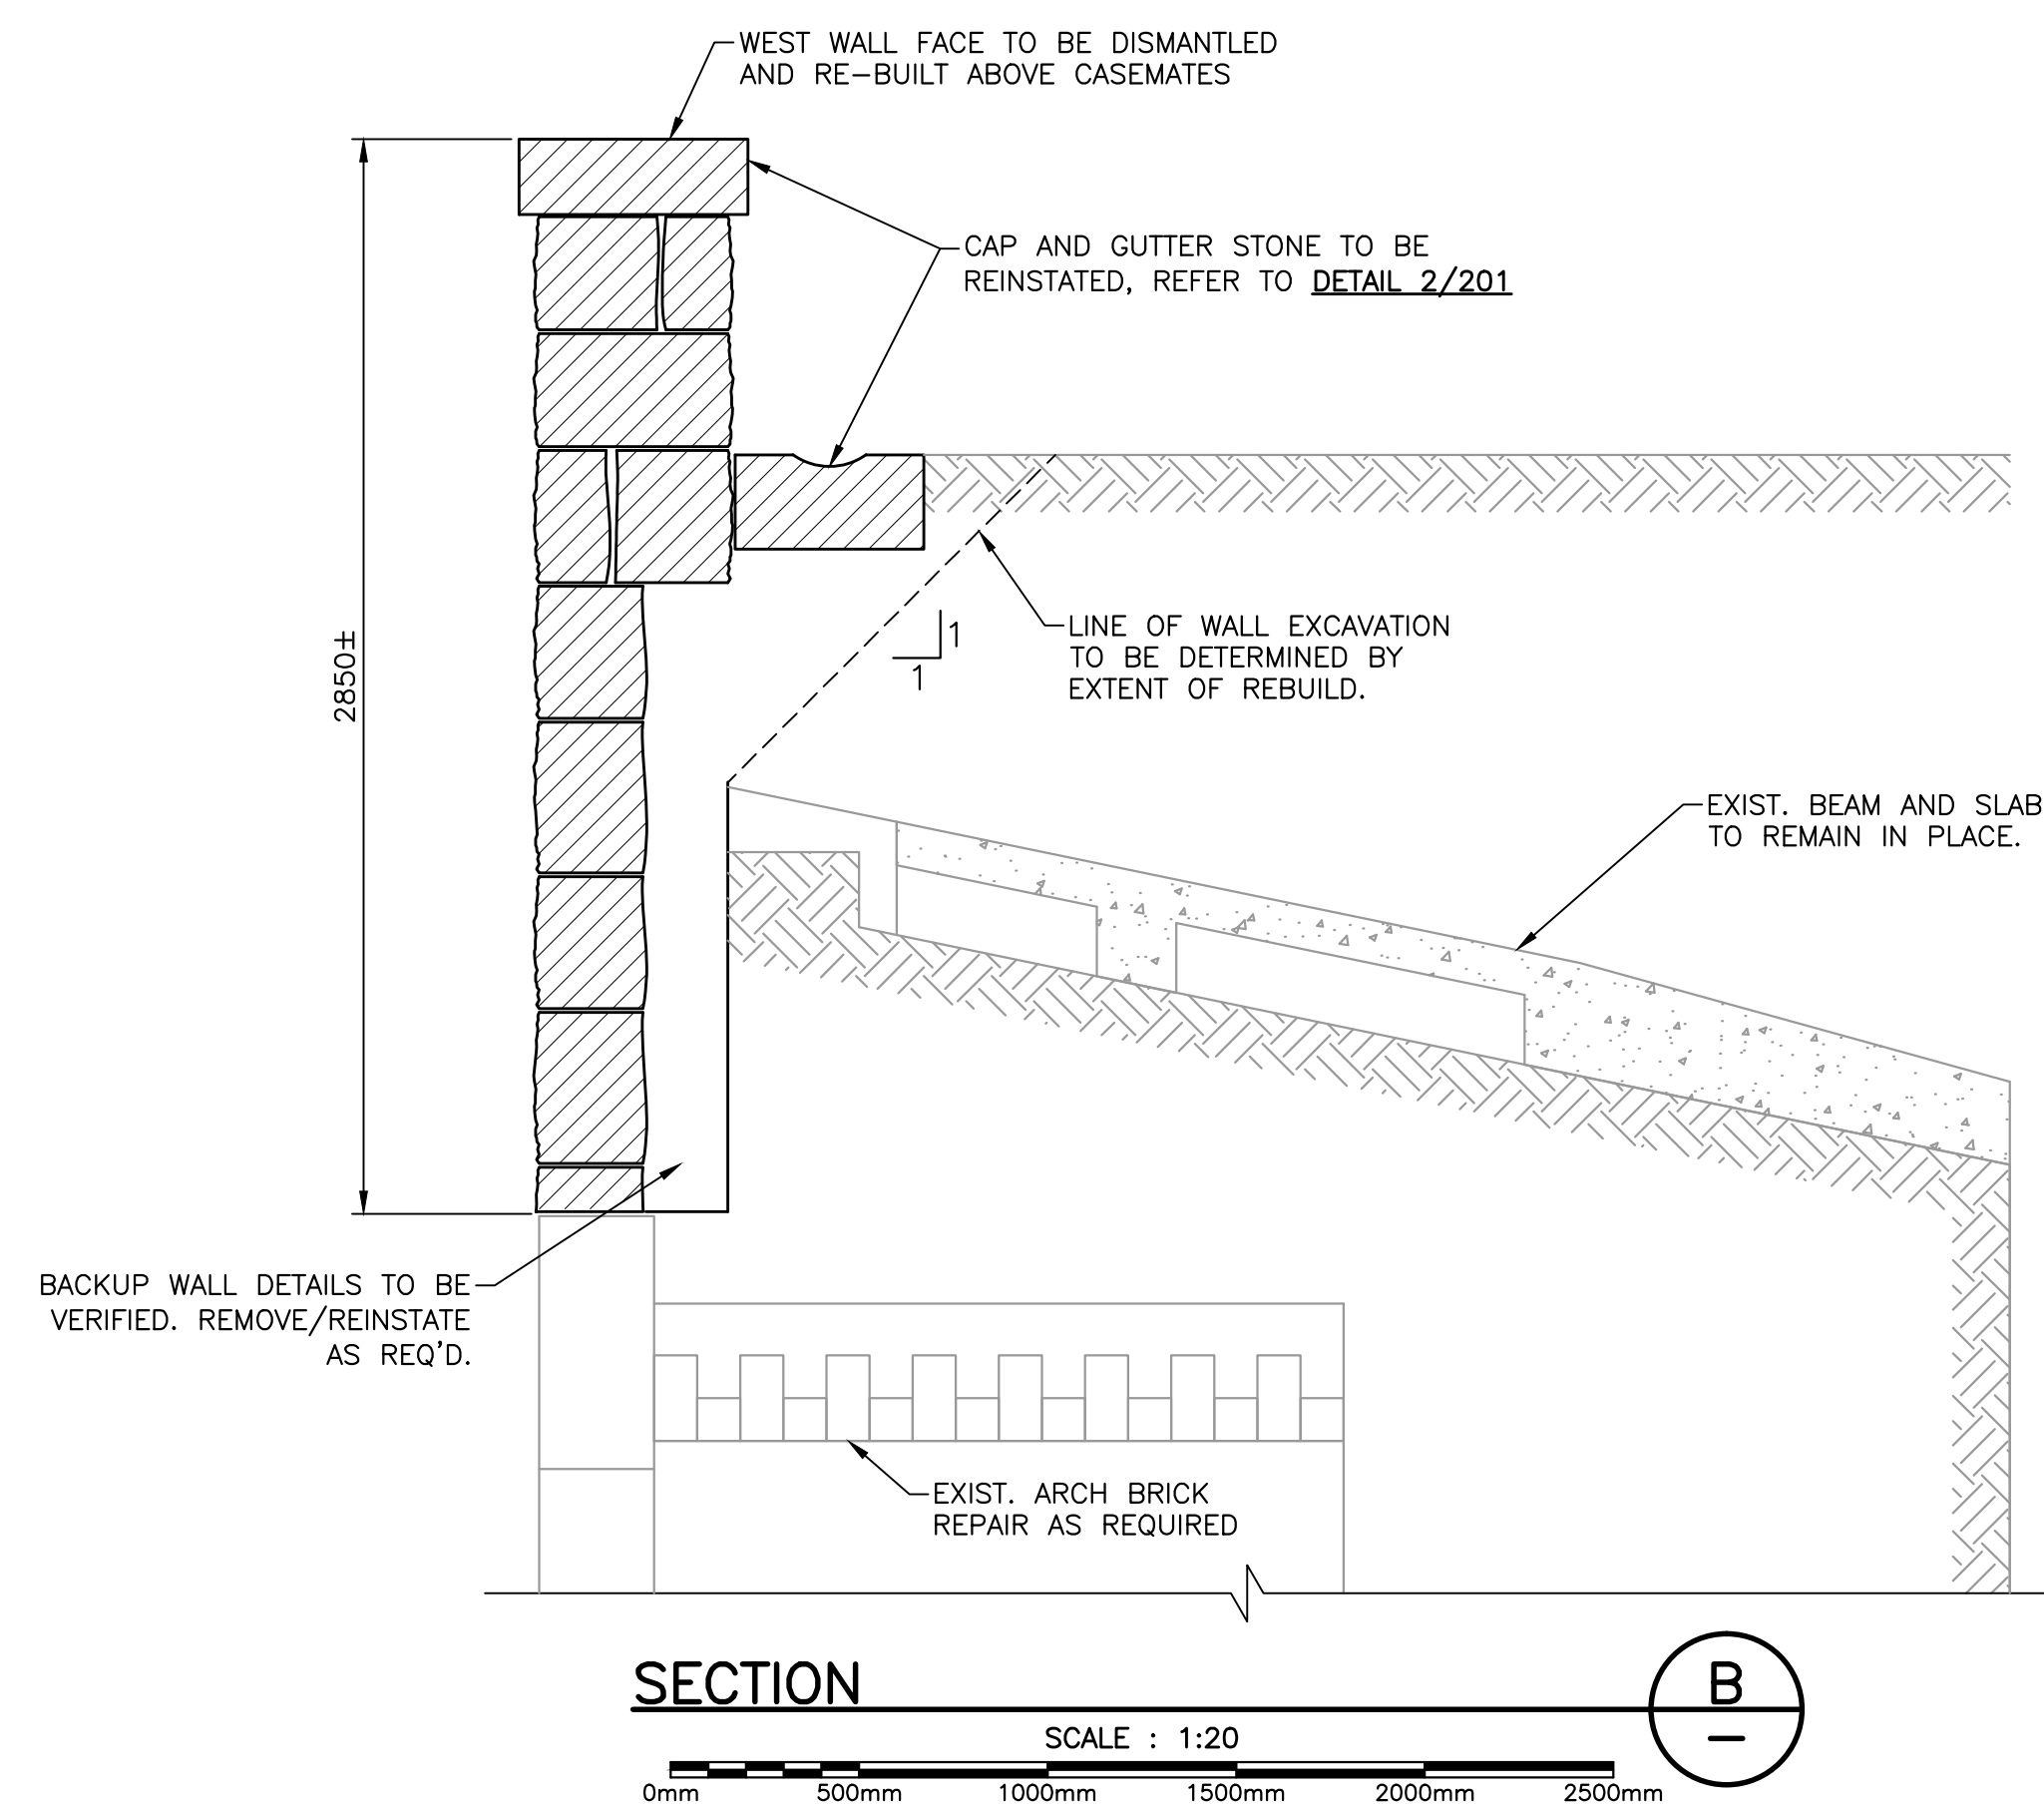 WEST WALL FACE TO BE DISMANTLED
AND RE-BUILT ABOVE CASEMATES
CAP AND GUTTER STONE TO BE
REINSTATED, REFER TO DETAIL 2/201
2850±
1
1
LINE OF WALL EXCAVATION
TO BE DETERMINED BY
EXTENT OF REBUILD.
EXIST. BEAM AND SLAB
TO REMAIN IN PLACE.
BACKUP WALL DETAILS TO BE
VERIFIED. REMOVE/REINSTATE
AS REQ'D.
EXIST. ARCH BRICK
REPAIR AS REQUIRED
SECTION
B
–
SCALE : 1:20
0mm 500mm 1000mm 1500mm 2000mm 2500mm